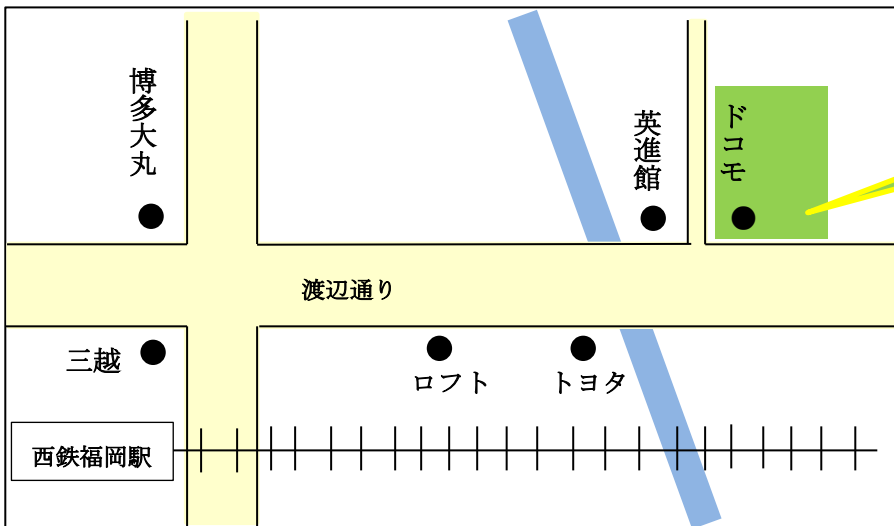 博多大丸
英進館
ドコモ
渡辺通り
三越
ロフト
トヨタ
西鉄福岡駅